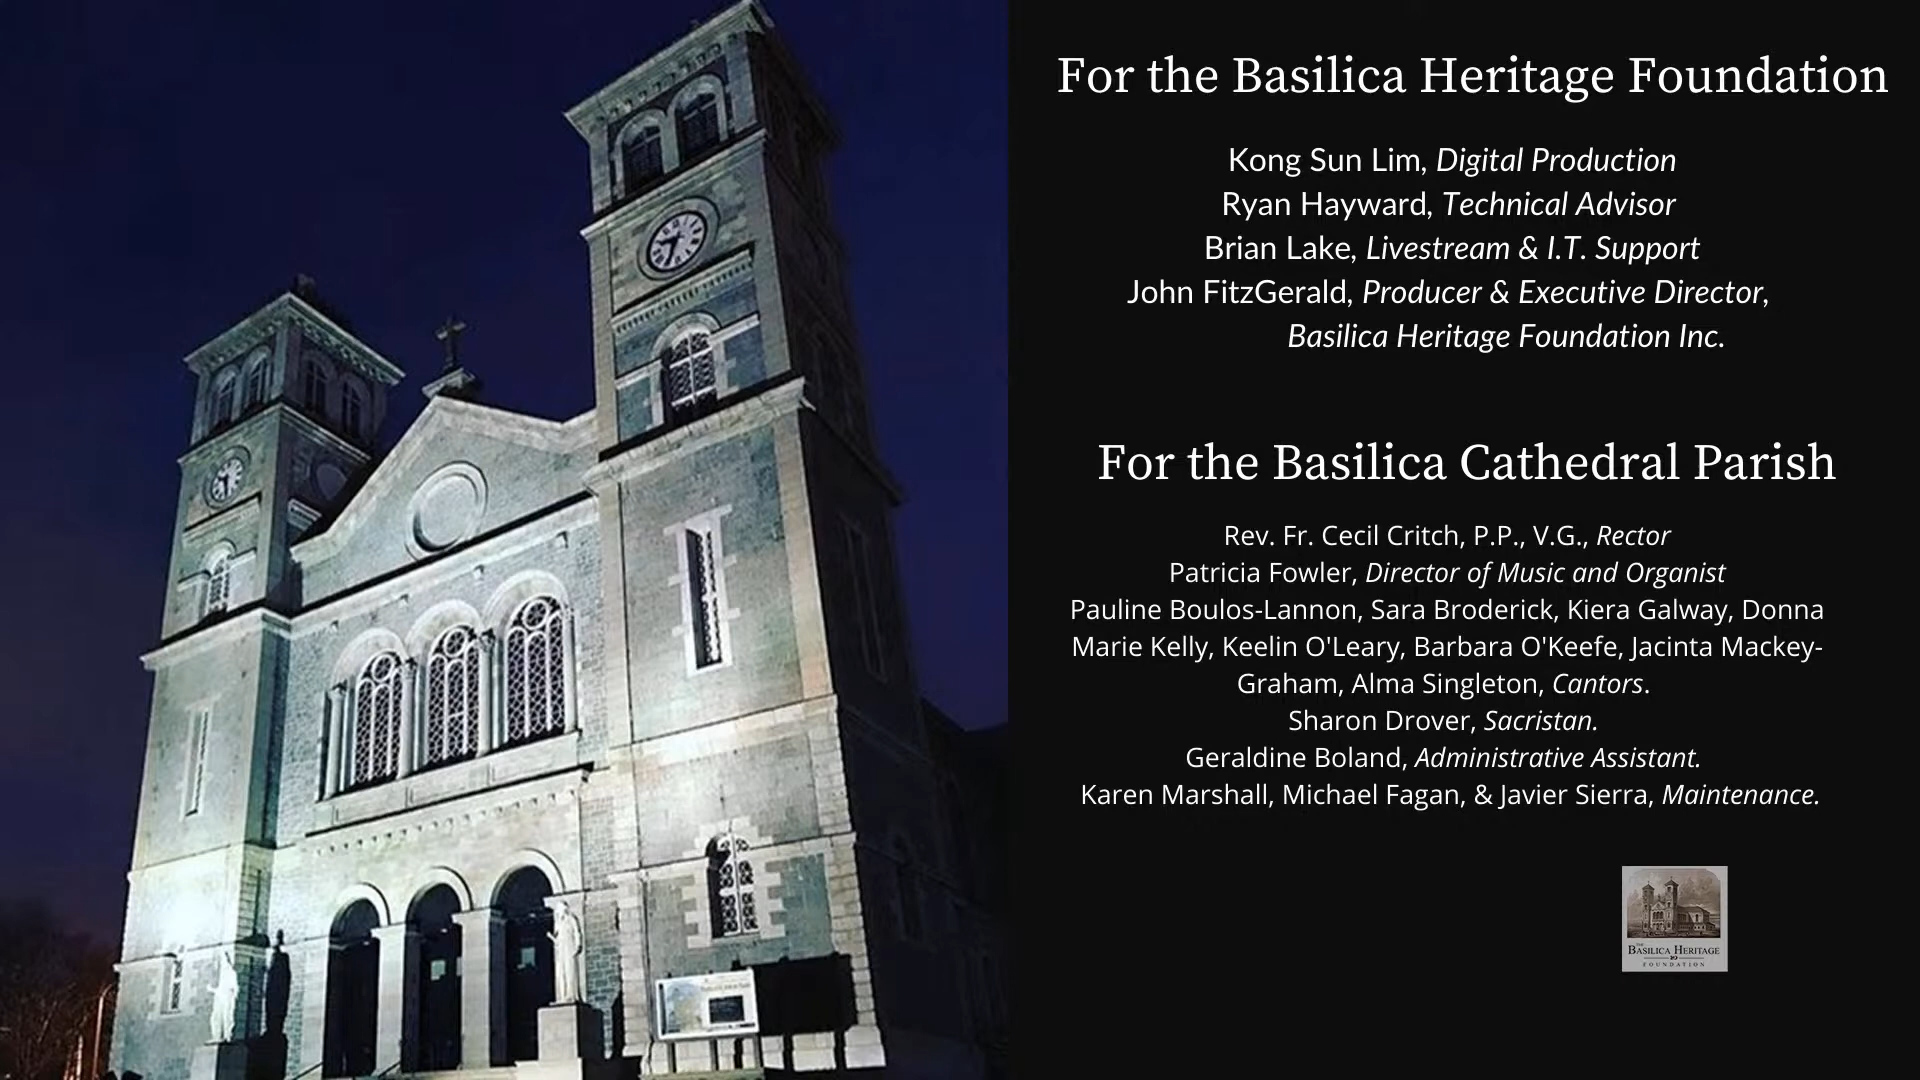 For the Basilica Heritage Foundation
Kong Sun Lim, Digital Production
Ryan Hayward, Technical Advisor
Brian Lake, Livestream & I.T. Support
John FitzGerald, Producer & Executive Director,
Basilica Heritage Foundation Inc.
For the Basilica Cathedral Parish
Rev. Fr. Cecil Critch, P.P., V.G., Rector
Patricia Fowler, Director of Music and Organist
Pauline Boulos-Lannon, Sara Broderick, Kiera Galway, Donna
Marie Kelly, Keelin O'Leary, Barbara O'Keefe, Jacinta Mackey-
Graham, Alma Singleton, Cantors.
Sharon Drover, Sacristan.
Geraldine Boland, Administrative Assistant.
Karen Marshall, Michael Fagan, & Javier Sierra, Maintenance.
THE
BASILICA HERITAGE
FOUNDATION